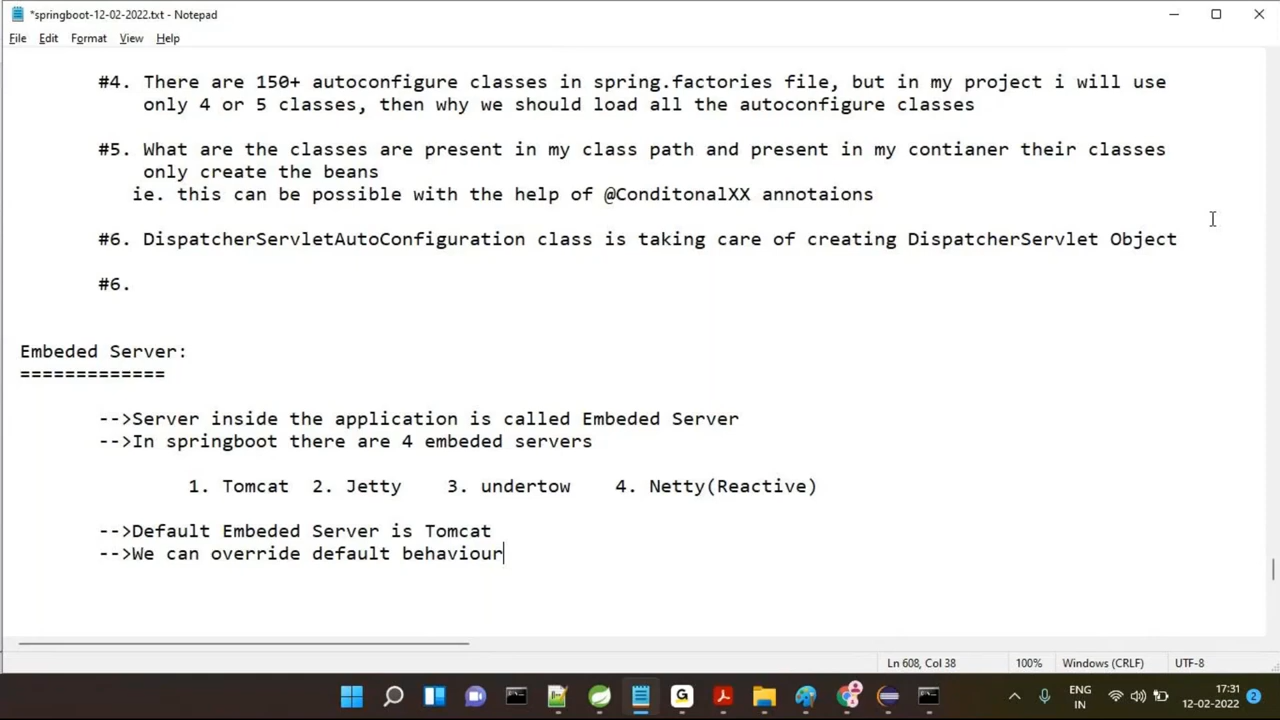 *springboot-12-02-2022.txt - Notepad
File Edit Format View Help
#4. There are 150+ autoconfigure classes in spring.factories file, but in my project i will use
only 4 or 5 classes, then why we should load all the autoconfigure classes
#5. What are the classes are present in my class path and present in my contianer their classes
only create the beans
ie. this can be possible with the help of @ConditonalXX annotaions
#6. DispatcherServletAutoConfiguration class is taking care of creating DispatcherServlet Object
#6.
Embeded Server:
=============
-->Server inside the application is called Embeded Server
-->In springboot there are 4 embeded servers
1. Tomcat 2. Jetty 3. undertow 4. Netty(Reactive)
-->Default Embeded Server is Tomcat
-->We can override default behaviour
Ln 608, Col 38 100% Windows (CRLF) UTF-8
ENG 17:31
IN 12-02-2022 2